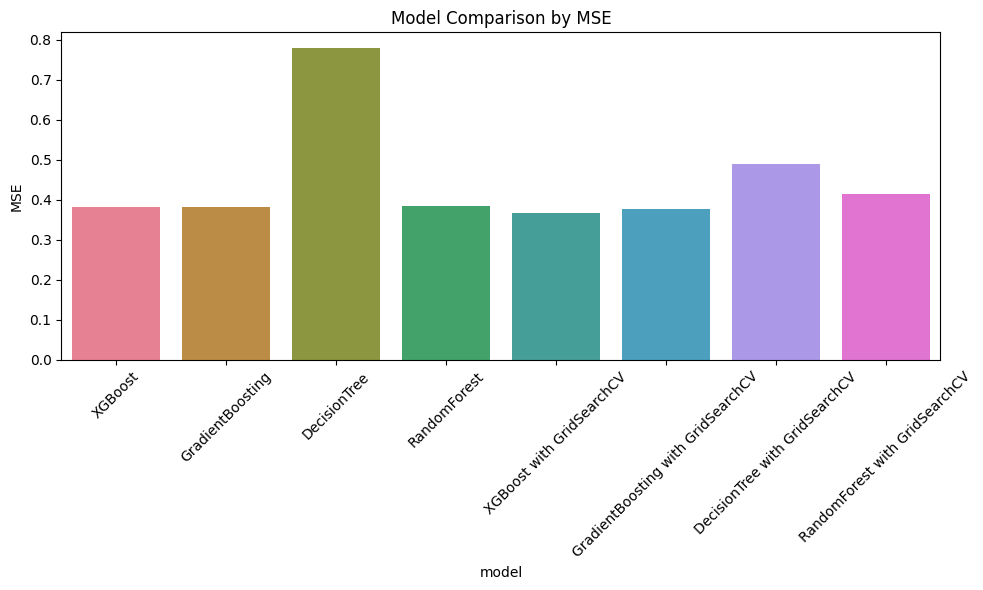 Model Comparison by MSE
MSE
0.8
0.7
0.6
0.5
0.4
0.3
0.2
0.1
0.0
XGBoost
GradientBoosting
DecisionTree
RandomForest
XGBoost with GridSearchCV
GradientBoosting with GridSearchCV
DecisionTree with GridSearchCV
RandomForest with GridSearchCV
model